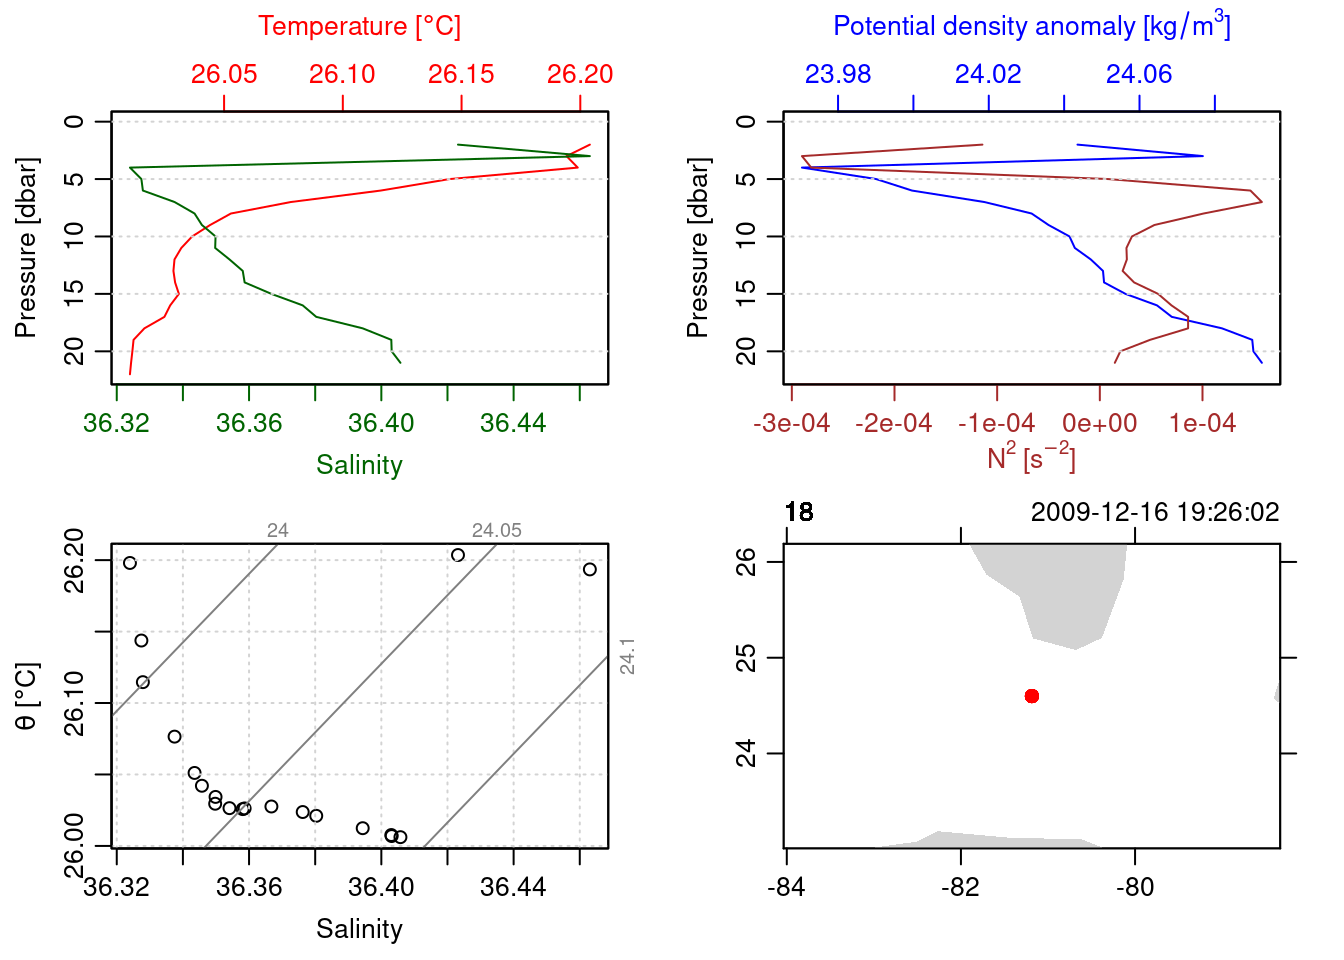 Temperature [°C]
26.05 26.10 26.15 26.20
Pressure [dbar]
0
5
10
15
20
36.32 36.36 36.40 36.44
Salinity
Potential density anomaly [kg/m³]
23.98 24.02 24.06
Pressure [dbar]
0
5
10
15
20
-3e-04 -2e-04 -1e-04 0e+00 1e-04
N² [s⁻²]
24 24.05
24.1
θ [°C]
26.20
26.10
26.00
36.32 36.36 36.40 36.44
Salinity
18 2009-12-16 19:26:02
26
25
24
-84 -82 -80